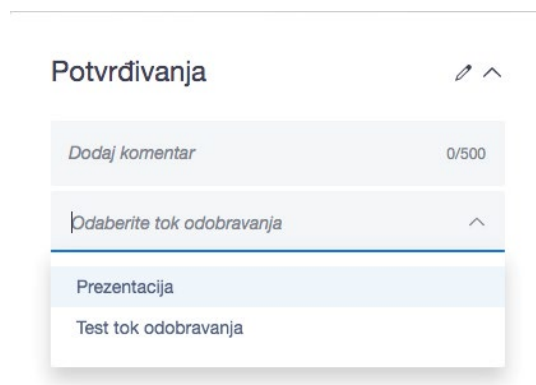 Potvrđivanja
Dodaj komentar 0/500
Odaberite tok odobravanja
Prezentacija
Test tok odobravanja